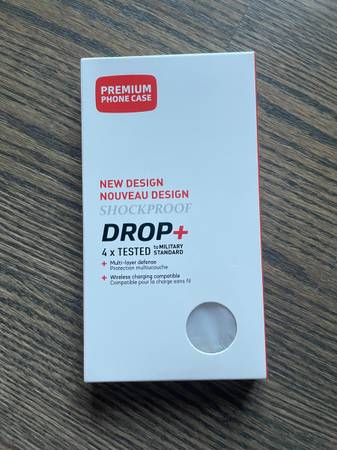 PREMIUM
PHONE CASE
NEW DESIGN
NOUVEAU DESIGN
SHOCKPROOF
DROP+
4 x TESTED to MILITARY
STANDARD
+ Multi-layer defense
Protection multicouche
+ Wireless charging compatible
Compatible pour la charge sans fil